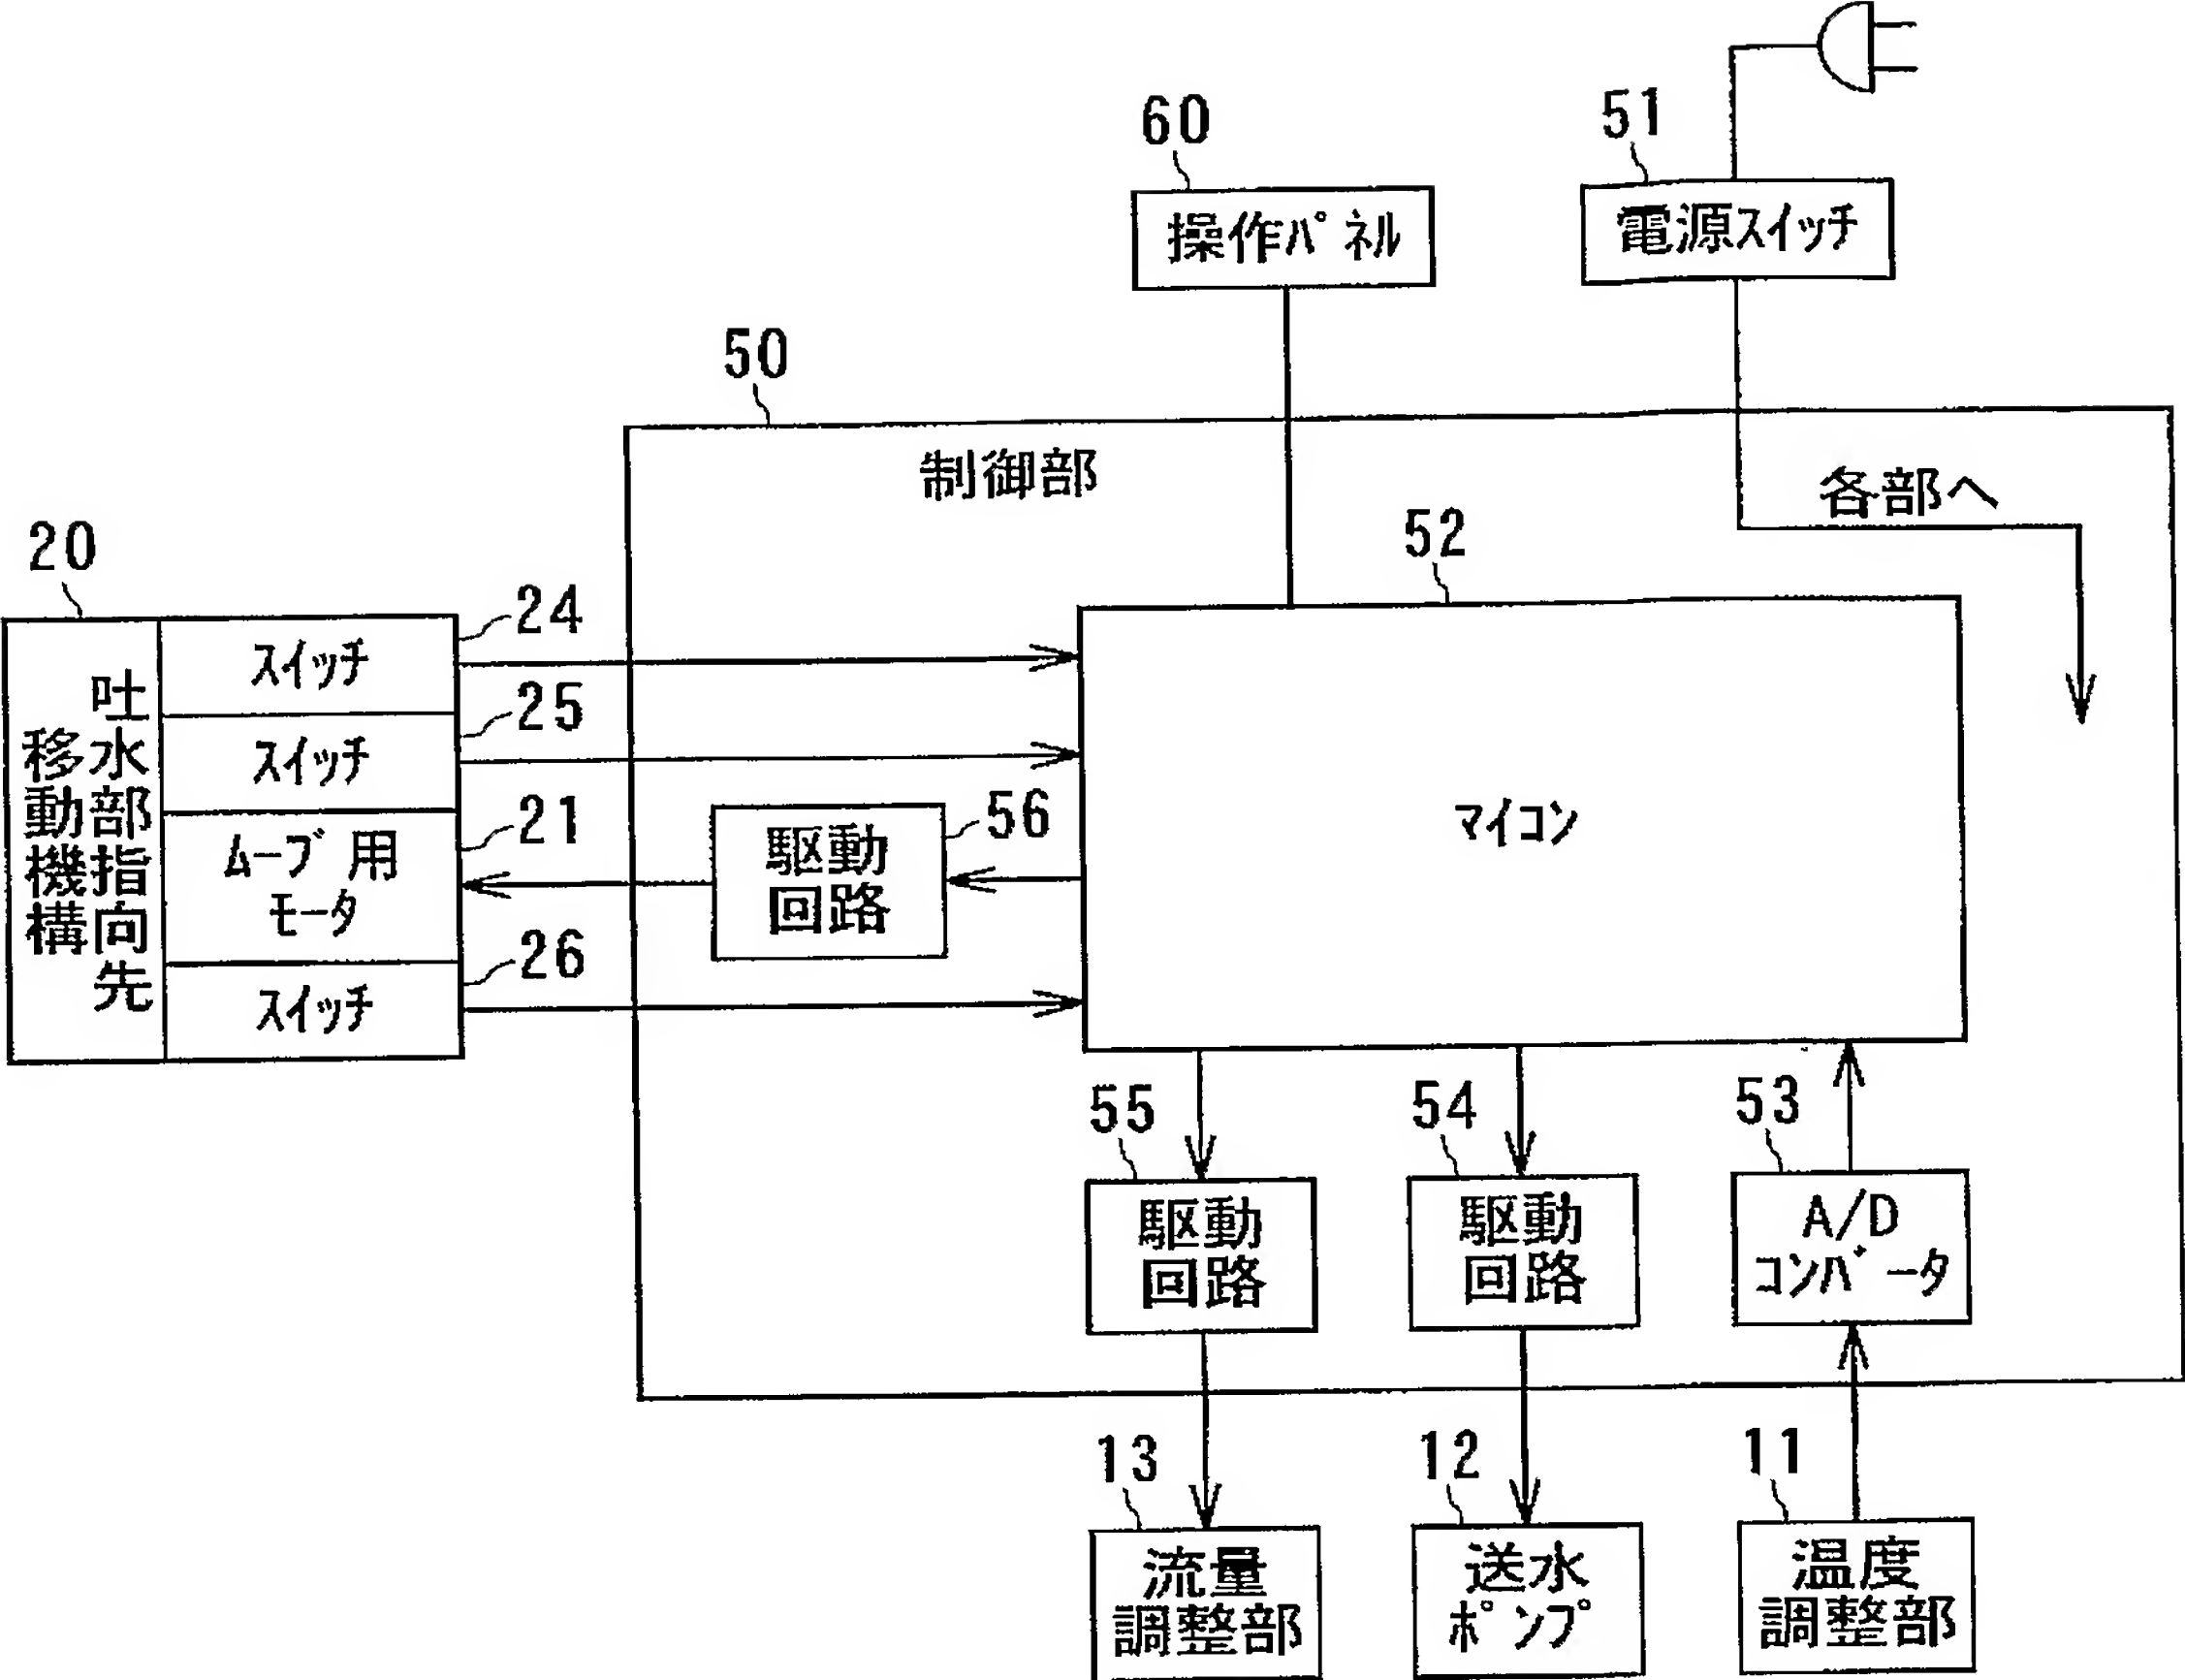 60
操作パネル
51
電源スイッチ
50
制御部
各部へ
52
マイコン
20
吐水部指向先
移動機構
24
スイッチ
25
スイッチ
21
ムーブ用
モータ
26
スイッチ
56
駆動
回路
55
駆動
回路
54
駆動
回路
53
A/D
コンバータ
13
流量
調整部
12
送水
ポンプ
11
温度
調整部